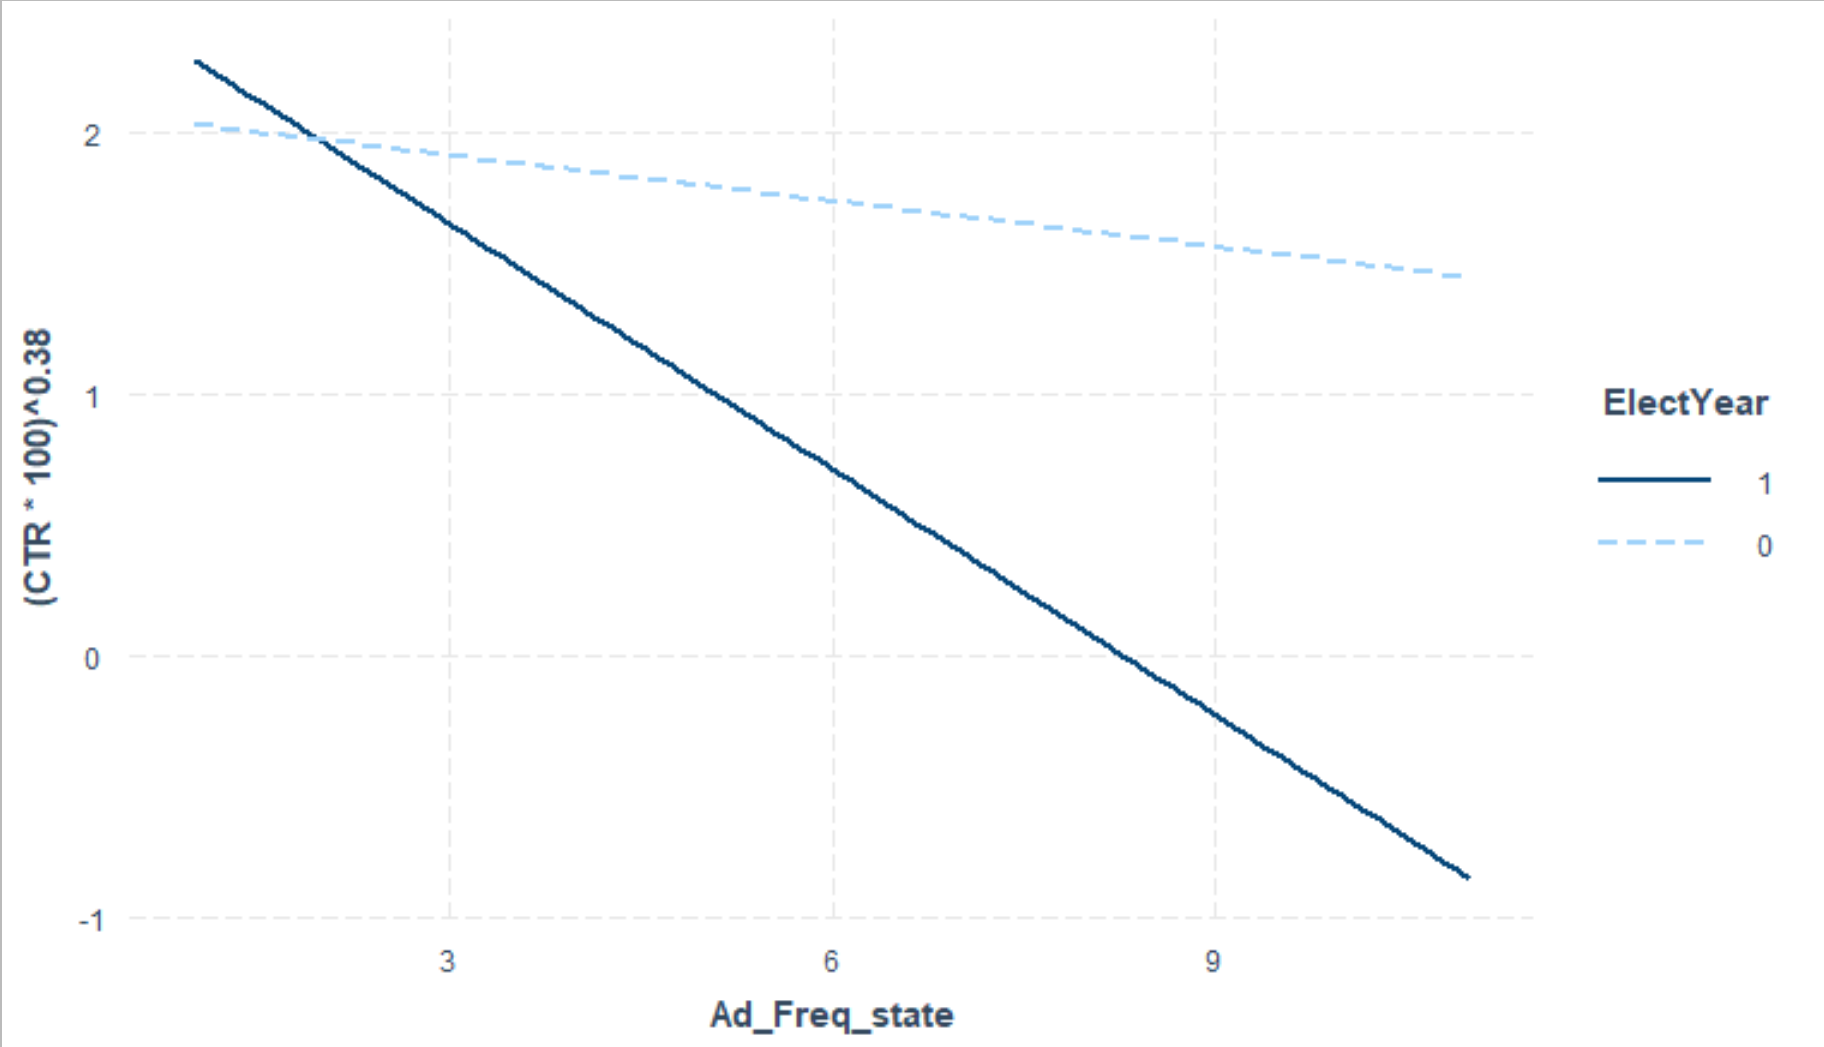 2
1
0
-1
(CTR * 100)^0.38
3 6 9
Ad_Freq_state
ElectYear
1
0